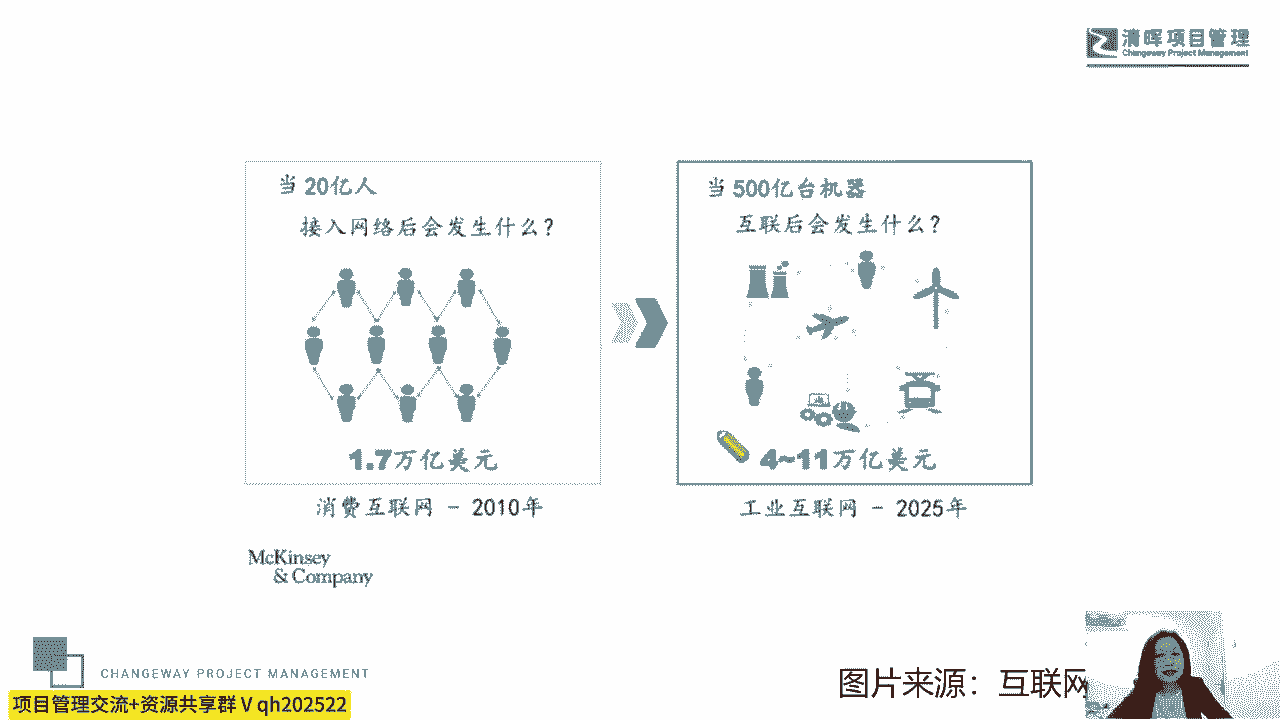 清晖项目管理
Changeway Project Management
当 20亿人
接入网络后会发生什么?
1.7万亿美元
消费互联网 - 2010年
当 500亿台机器
互联后会发生什么?
4~11万亿美元
工业互联网 - 2025年
McKinsey
& Company
CHANGEWAY PROJECT MANAGEMENT
项目管理交流+资源共享群 V qh202522
图片来源：互联网